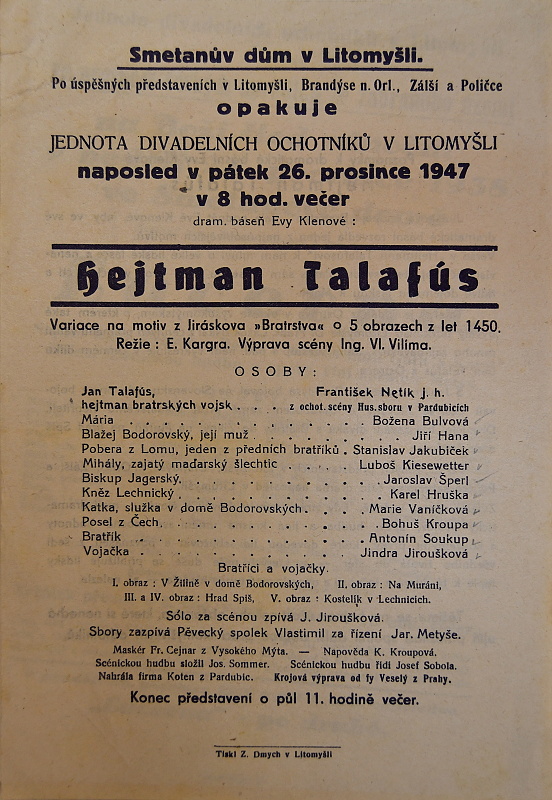 Smetanův dům v Litomyšli.
Po úspěšných představeních v Litomyšli, Brandýse n. Orl., Zálší a Poličce
opakuje
JEDNOTA DIVADELNÍCH OCHOTNÍKŮ V LITOMYŠLI
naposled v pátek 26. prosince 1947
v 8 hod. večer
dram. báseň Evy Klenové :
Hejtman Talafús
Variace na motiv z Jiráskova »Bratrstva« o 5 obrazech z let 1450.
Režie : E. Kargra. Výprava scény Ing. Vl. Vilíma.
OSOBY:
Jan Talafús, František Netík j. h.
hejtman bratrských vojsk . . . z ochot. scény Hus. sboru v Pardubicích
Mária . . . . . . . . . . Božena Bulvová
Blažej Bodorovský, její muž . . . . . . . Jiří Hana
Pobera z Lomu, jeden z předních bratříků . Stanislav Jakubíček
Mihály, zajatý maďarský šlechtic . . . . . Luboš Kiesewetter
Biskup Jagerský, . . . . . . . . Jaroslav Šperl
Kněz Lechnický . . . . . . . . . Karel Hruška
Katka, služka v domě Bodorovských . . . . Marie Vaníčková
Posel z Čech, . . . . . . . . . Bohuš Kroupa
Bratřík . . . . . . . . . . Antonín Soukup
Vojačka . . . . . . . . . . Jindra Jiroušková
Bratříci a vojačky.
I. obraz : V Žilině v domě Bodorovských, II. obraz : Na Muráni,
III. a IV. obraz : Hrad Spiš, V. obraz : Kostelík v Lechnicích.
Sólo za scénou zpívá J. Jiroušková.
Sbory zazpívá Pěvecký spolek Vlastimil za řízení Jar. Metyše.
Maskér Fr. Cejnar z Vysokého Mýta. — Napověda K. Kroupová.
Scénickou hudbu složil Jos. Sommer. Scénickou hudbu řídí Josef Sobola.
Nahrála firma Koten z Pardubic. Krojová výprava od fy Veselý z Prahy.
Konec představení o půl 11. hodině večer.
Tiskl Z. Dmych v Litomyšli